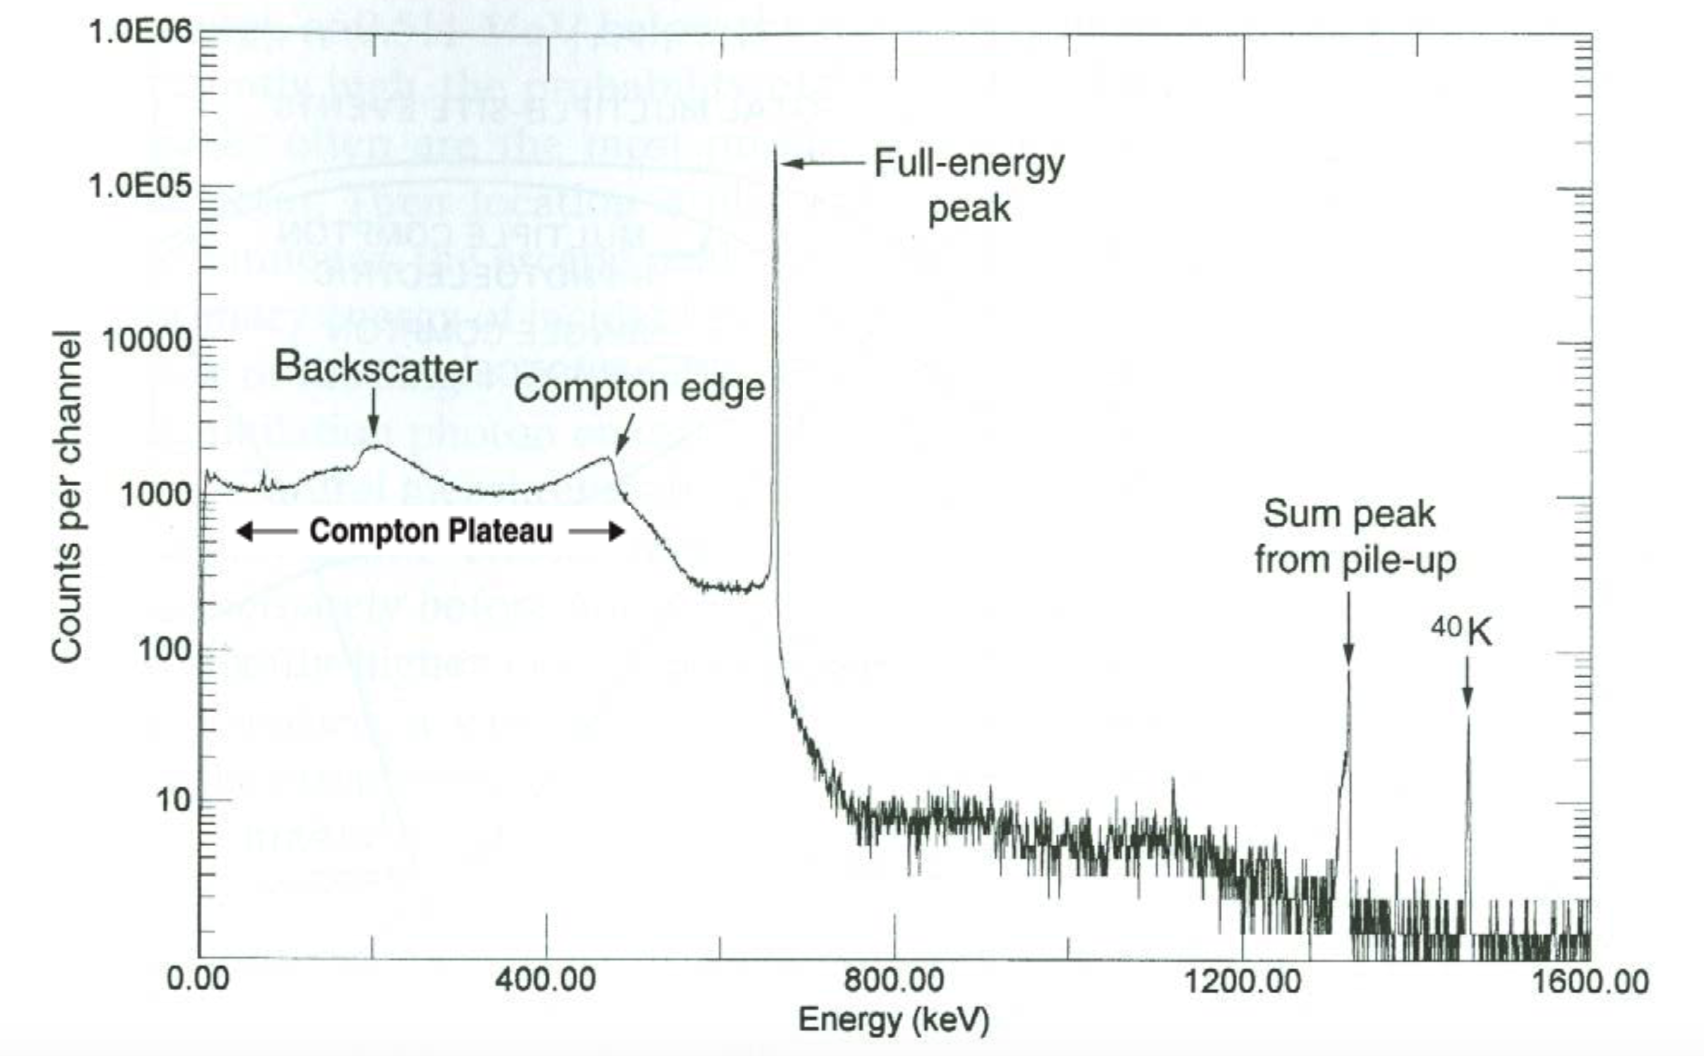 1.0E06
1.0E05
10000
1000
100
10
Counts per channel
Backscatter
Compton edge
Full-energy
peak
Compton Plateau
Sum peak
from pile-up
40K
0.00 400.00 800.00 1200.00 1600.00
Energy (keV)